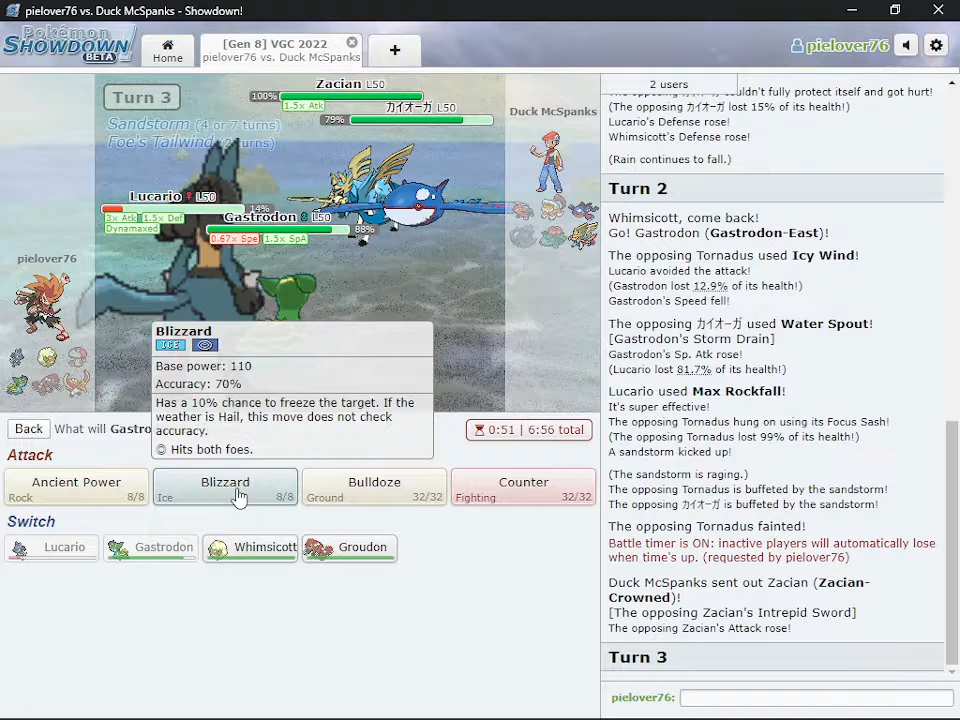 pielover76 vs. Duck McSpanks - Showdown!
Pokémon
SHOWDOWN
BETA
Home
[Gen 8] VGC 2022
pielover76 vs. Duck McSpanks
+
pielover76
Turn 3
Sandstorm (4 or 7 turns)
Foe's Tailwind
Zacian L50
100%
1.5x Atk
カイオーガ L50
79%
Duck McSpanks
Lucario ♀ L50
14%
3x Atk 1.5x Def
Dynamaxed
Gastrodon L50
88%
0.67x Spe 1.5x SpA
pielover76
Blizzard
ICE
Base power: 110
Accuracy: 70%
Has a 10% chance to freeze the target. If the
weather is Hail, this move does not check
accuracy.
◎ Hits both foes.
Back What will Gastro
0:51 | 6:56 total
Attack
Ancient Power
Rock 8/8
Blizzard
Ice 8/8
Bulldoze
Ground 32/32
Counter
Fighting 32/32
Switch
Lucario
Gastrodon
Whimsicott
Groudon
2 users
couldn't fully protect itself and got hurt!
(The opposing カイオーガ lost 15% of its health!)
Lucario's Defense rose!
Whimsicott's Defense rose!
(Rain continues to fall.)
Turn 2
Whimsicott, come back!
Go! Gastrodon (Gastrodon-East)!
The opposing Tornadus used Icy Wind!
Lucario avoided the attack!
(Gastrodon lost 12.9% of its health!)
Gastrodon's Speed fell!
The opposing カイオーガ used Water Spout!
[Gastrodon's Storm Drain]
Gastrodon's Sp. Atk rose!
(Lucario lost 81.7% of its health!)
Lucario used Max Rockfall!
It's super effective!
The opposing Tornadus hung on using its Focus Sash!
(The opposing Tornadus lost 99% of its health!)
A sandstorm kicked up!
(The sandstorm is raging.)
The opposing Tornadus is buffeted by the sandstorm!
The opposing カイオーガ is buffeted by the sandstorm!
The opposing Tornadus fainted!
Battle timer is ON: inactive players will automatically lose
when time's up. (requested by pielover76)
Duck McSpanks sent out Zacian (Zacian-
Crowned)!
[The opposing Zacian's Intrepid Sword]
The opposing Zacian's Attack rose!
Turn 3
pielover76: